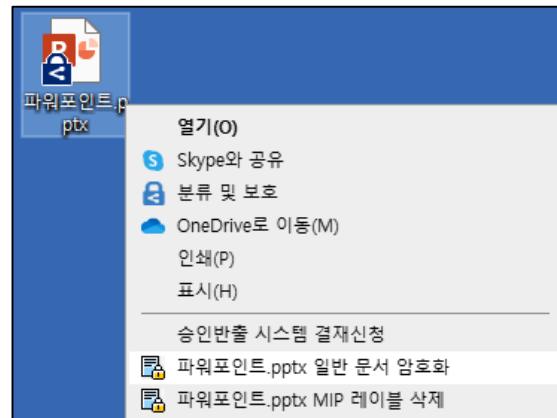 파워포인트.p
ptx
열기(O)
Skype와 공유
분류 및 보호
OneDrive로 이동(M)
인쇄(P)
표시(H)
승인반출 시스템 결재신청
파워포인트.pptx 일반 문서 암호화
파워포인트.pptx MIP 레이블 삭제